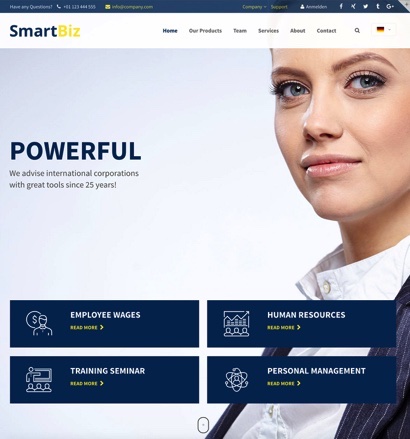 Have any Questions? +01 123 444 555 info@company.com Company Support Anmelden
SmartBiz
Home Our Products Team Services About Contact
POWERFUL
We advise international corporations
with great tools since 25 years!
EMPLOYEE WAGES
READ MORE
HUMAN RESOURCES
READ MORE
TRAINING SEMINAR
READ MORE
PERSONAL MANAGEMENT
READ MORE